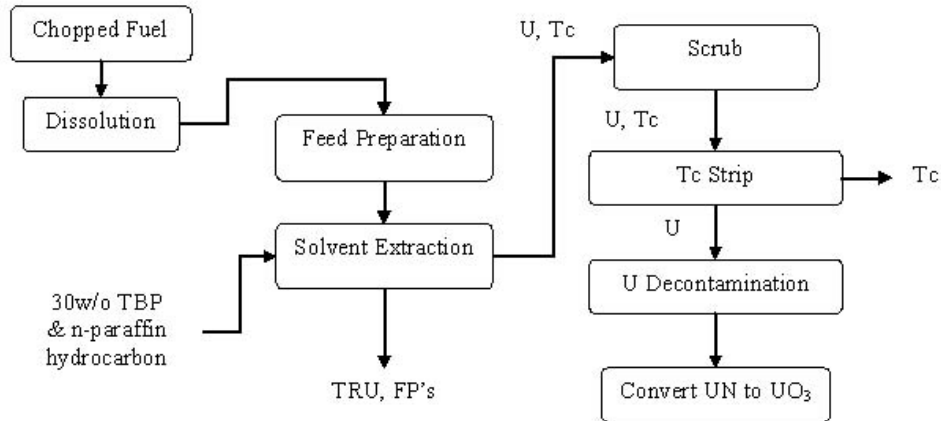 Chopped Fuel
Dissolution
Feed Preparation
Solvent Extraction
30w/o TBP
& n-paraffin
hydrocarbon
TRU, FP's
U, Tc
Scrub
U, Tc
Tc Strip
Tc
U
U Decontamination
Convert UN to UO₃